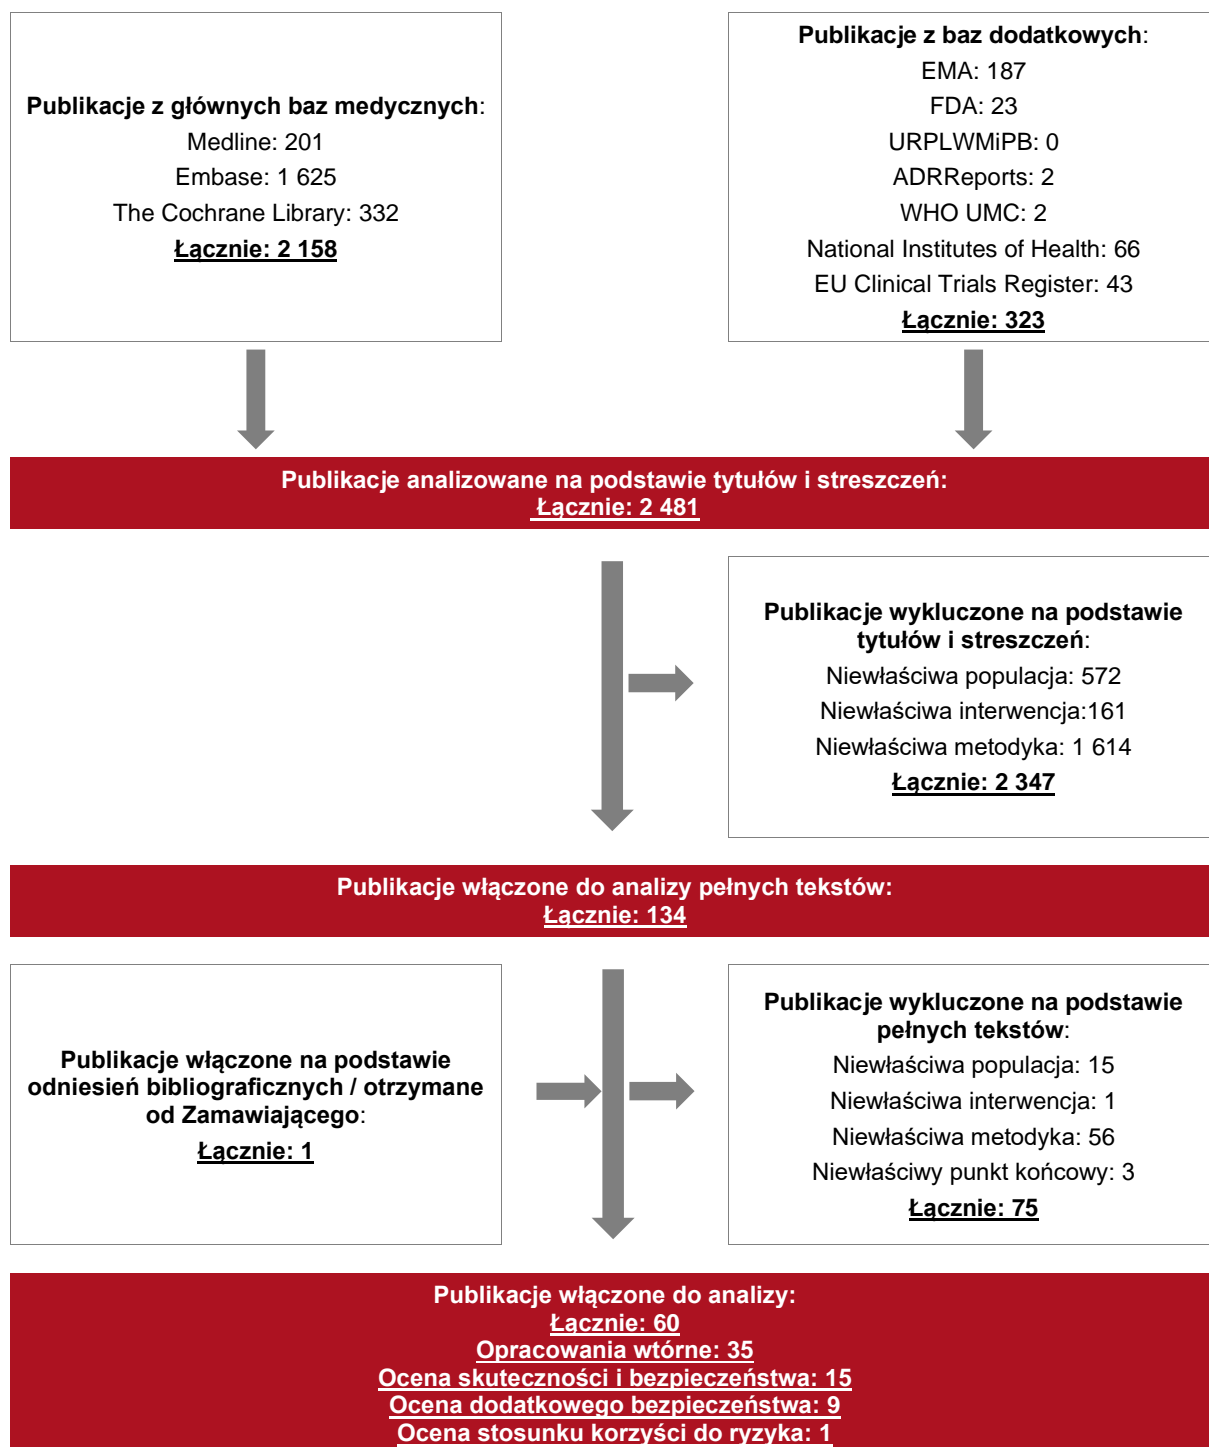 Publikacje z głównych baz medycznych:
Medline: 201
Embase: 1 625
The Cochrane Library: 332
Łącznie: 2 158
Publikacje z baz dodatkowych:
EMA: 187
FDA: 23
URPLWMiPB: 0
ADRReports: 2
WHO UMC: 2
National Institutes of Health: 66
EU Clinical Trials Register: 43
Łącznie: 323
Publikacje analizowane na podstawie tytułów i streszczeń:
Łącznie: 2 481
Publikacje wykluczone na podstawie
tytułów i streszczeń:
Niewłaściwa populacja: 572
Niewłaściwa interwencja:161
Niewłaściwa metodyka: 1 614
Łącznie: 2 347
Publikacje włączone do analizy pełnych tekstów:
Łącznie: 134
Publikacje włączone na podstawie
odniesień bibliograficznych / otrzymane
od Zamawiającego:
Łącznie: 1
Publikacje wykluczone na podstawie
pełnych tekstów:
Niewłaściwa populacja: 15
Niewłaściwa interwencja: 1
Niewłaściwa metodyka: 56
Niewłaściwy punkt końcowy: 3
Łącznie: 75
Publikacje włączone do analizy:
Łącznie: 60
Opracowania wtórne: 35
Ocena skuteczności i bezpieczeństwa: 15
Ocena dodatkowego bezpieczeństwa: 9
Ocena stosunku korzyści do ryzyka: 1